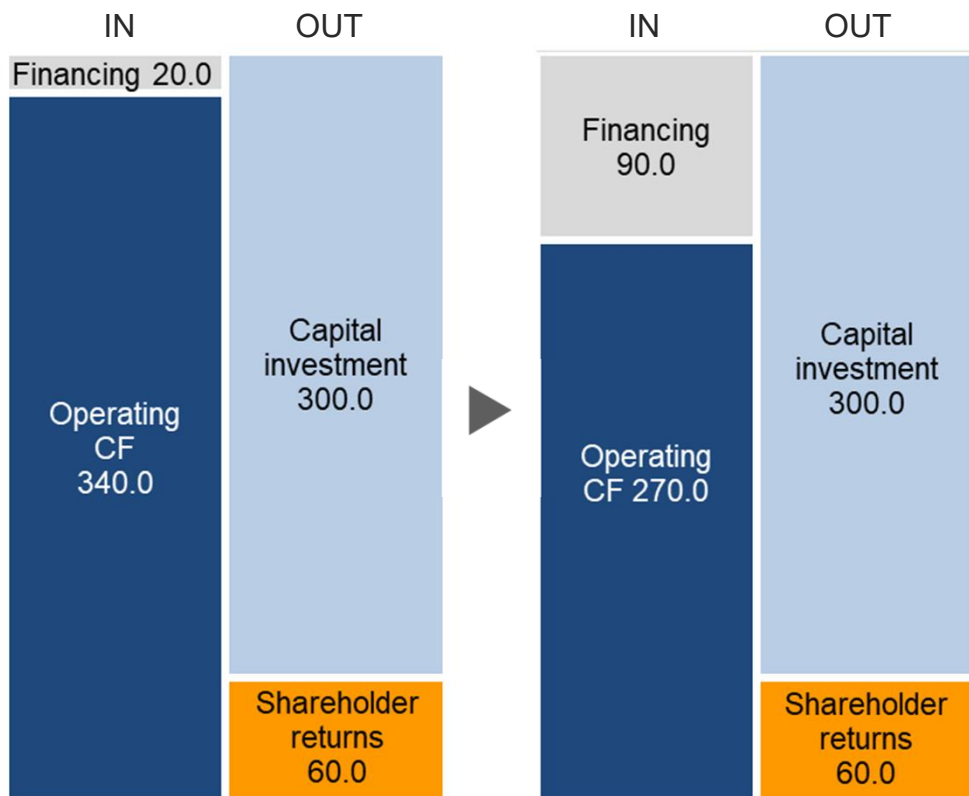 IN OUT IN OUT
Financing 20.0
Operating
CF
340.0
Capital
investment
300.0
Shareholder
returns
60.0
Financing
90.0
Operating
CF 270.0
Capital
investment
300.0
Shareholder
returns
60.0